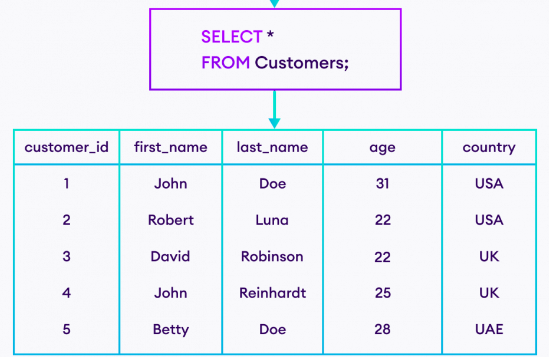 SELECT *
FROM Customers;
customer_id first_name last_name age country
1 John Doe 31 USA
2 Robert Luna 22 USA
3 David Robinson 22 UK
4 John Reinhardt 25 UK
5 Betty Doe 28 UAE